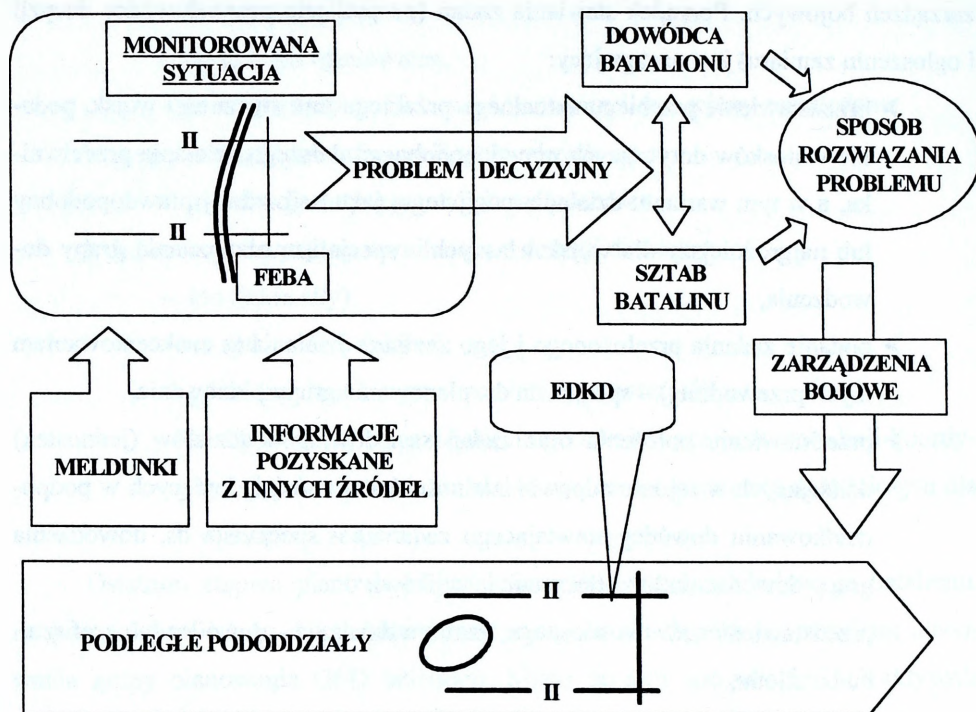 MONITOROWANA
SYTUACJA
II
II
FEBA
PROBLEM DECYZYJNY
DOWÓDCA
BATALIONU
SZTAB
BATALINU
SPOSÓB
ROZWIĄZANIA
PROBLEMU
ZARZĄDZENIA
BOJOWE
EDKD
MELDUNKI
INFORMACJE
POZYSKANE
Z INNYCH ŹRÓDEŁ
PODLEGŁE PODODDZIAŁY
II
II